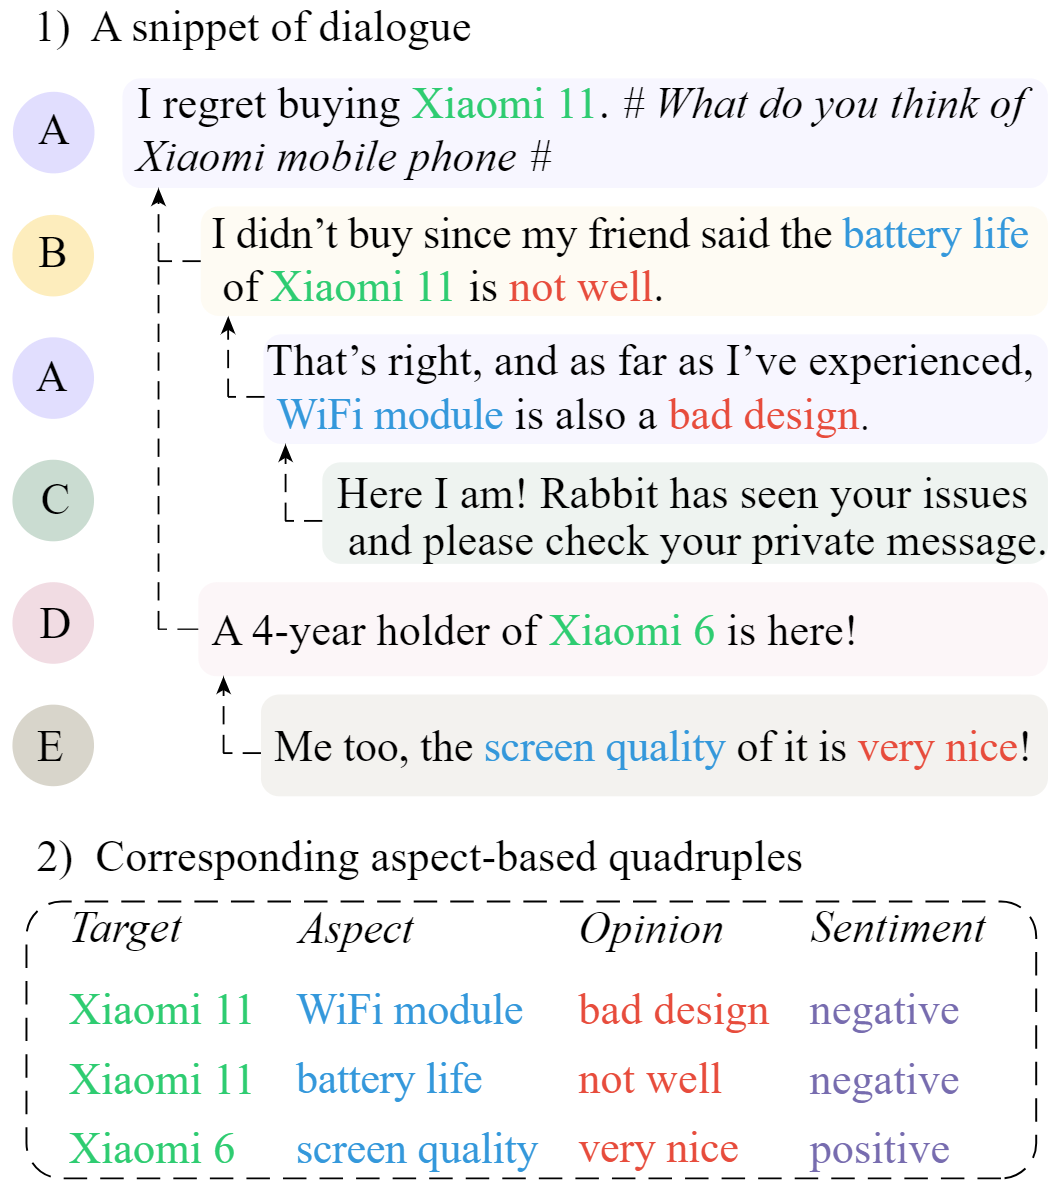 1) A snippet of dialogue
A
I regret buying Xiaomi 11. # What do you think of
Xiaomi mobile phone #
B
I didn’t buy since my friend said the battery life
of Xiaomi 11 is not well.
A
That’s right, and as far as I’ve experienced,
WiFi module is also a bad design.
C
Here I am! Rabbit has seen your issues
and please check your private message.
D
A 4-year holder of Xiaomi 6 is here!
E
Me too, the screen quality of it is very nice!
2) Corresponding aspect-based quadruples
Target Aspect Opinion Sentiment
Xiaomi 11 WiFi module bad design negative
Xiaomi 11 battery life not well negative
Xiaomi 6 screen quality very nice positive